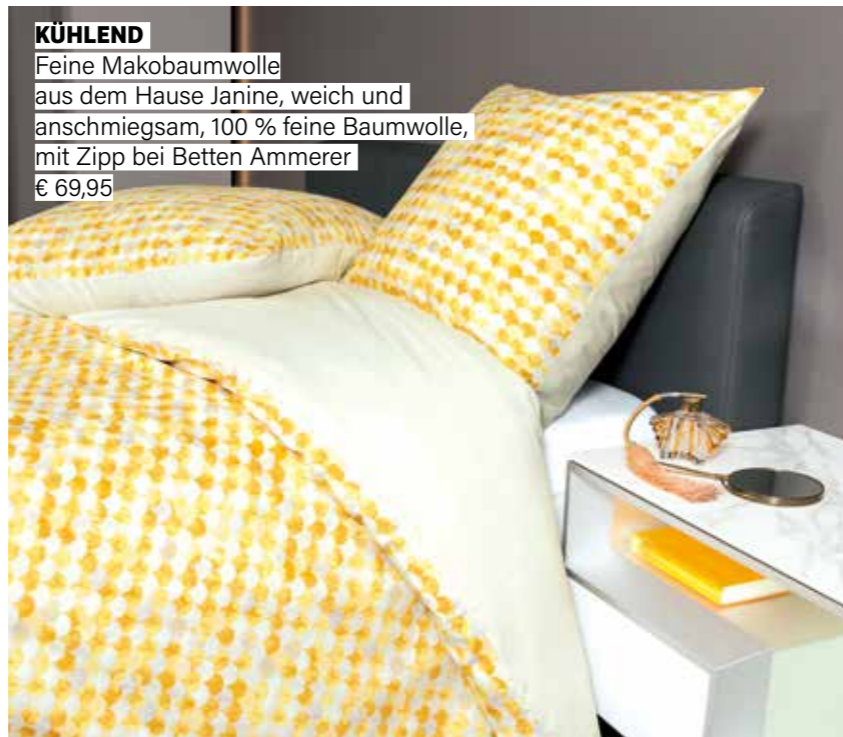 KÜHLEND
Feine Makobaumwolle
aus dem Hause Janine, weich und
anschmiegsam, 100 % feine Baumwolle,
mit Zipp bei Betten Ammerer
€ 69,95